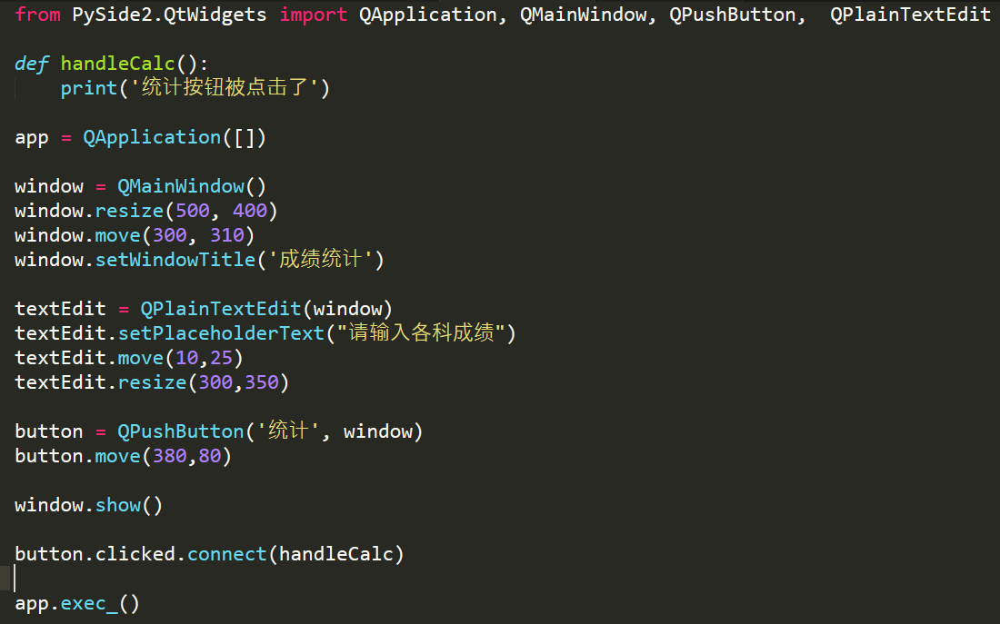 from PySide2.QtWidgets import QApplication, QMainWindow, QPushButton,  QPlainTextEdit
def handleCalc():
    print('统计按钮被点击了')
app = QApplication([])
window = QMainWindow()
window.resize(500, 400)
window.move(300, 310)
window.setWindowTitle('成绩统计')
textEdit = QPlainTextEdit(window)
textEdit.setPlaceholderText("请输入各科成绩")
textEdit.move(10,25)
textEdit.resize(300,350)
button = QPushButton('统计', window)
button.move(380,80)
window.show()
button.clicked.connect(handleCalc)
app.exec_()